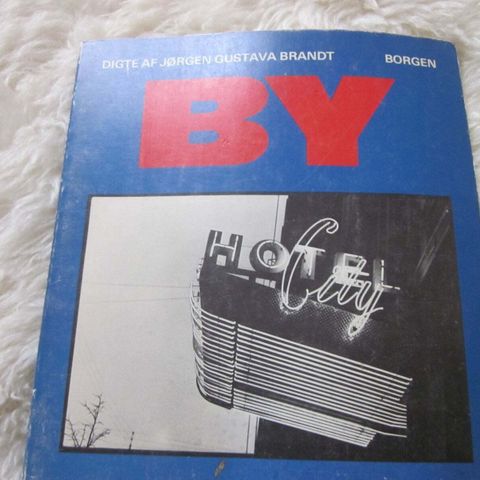 DIGTE AF JØRGEN GUSTAVA BRANDT BORGEN
BY
HOTEL
City